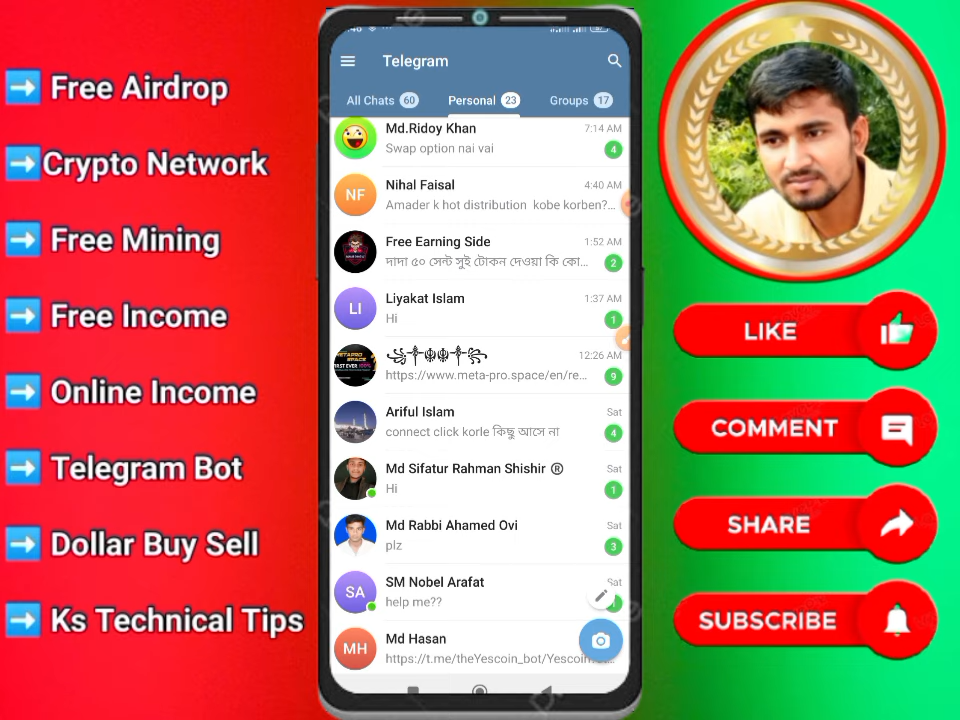 Free Airdrop
Crypto Network
Free Mining
Free Income
Online Income
Telegram Bot
Dollar Buy Sell
Ks Technical Tips
Telegram
All Chats 60 Personal 23 Groups 17
Md.Ridoy Khan 7:14 AM
Swap option nai vai 4
Nihal Faisal 4:40 AM
Amader k hot distribution kobe korben?...
Free Earning Side 1:52 AM
দাদা ৫০ সেন্ট সুই টোকন দেওয়া কি কো... 2
Liyakat Islam 1:37 AM
Hi 1
12:26 AM
https://www.meta-pro.space/en/re... 9
Ariful Islam Sat
connect click korle কিছু আসে না 4
Md Sifatur Rahman Shishir ® Sat
Hi 1
Md Rabbi Ahamed Ovi Sat
plz 3
SM Nobel Arafat Sat
help me??
Md Hasan
https://t.me/theYescoin_bot/Yescoin
NF
LI
SA
MH
LIKE
COMMENT
SHARE
SUBSCRIBE